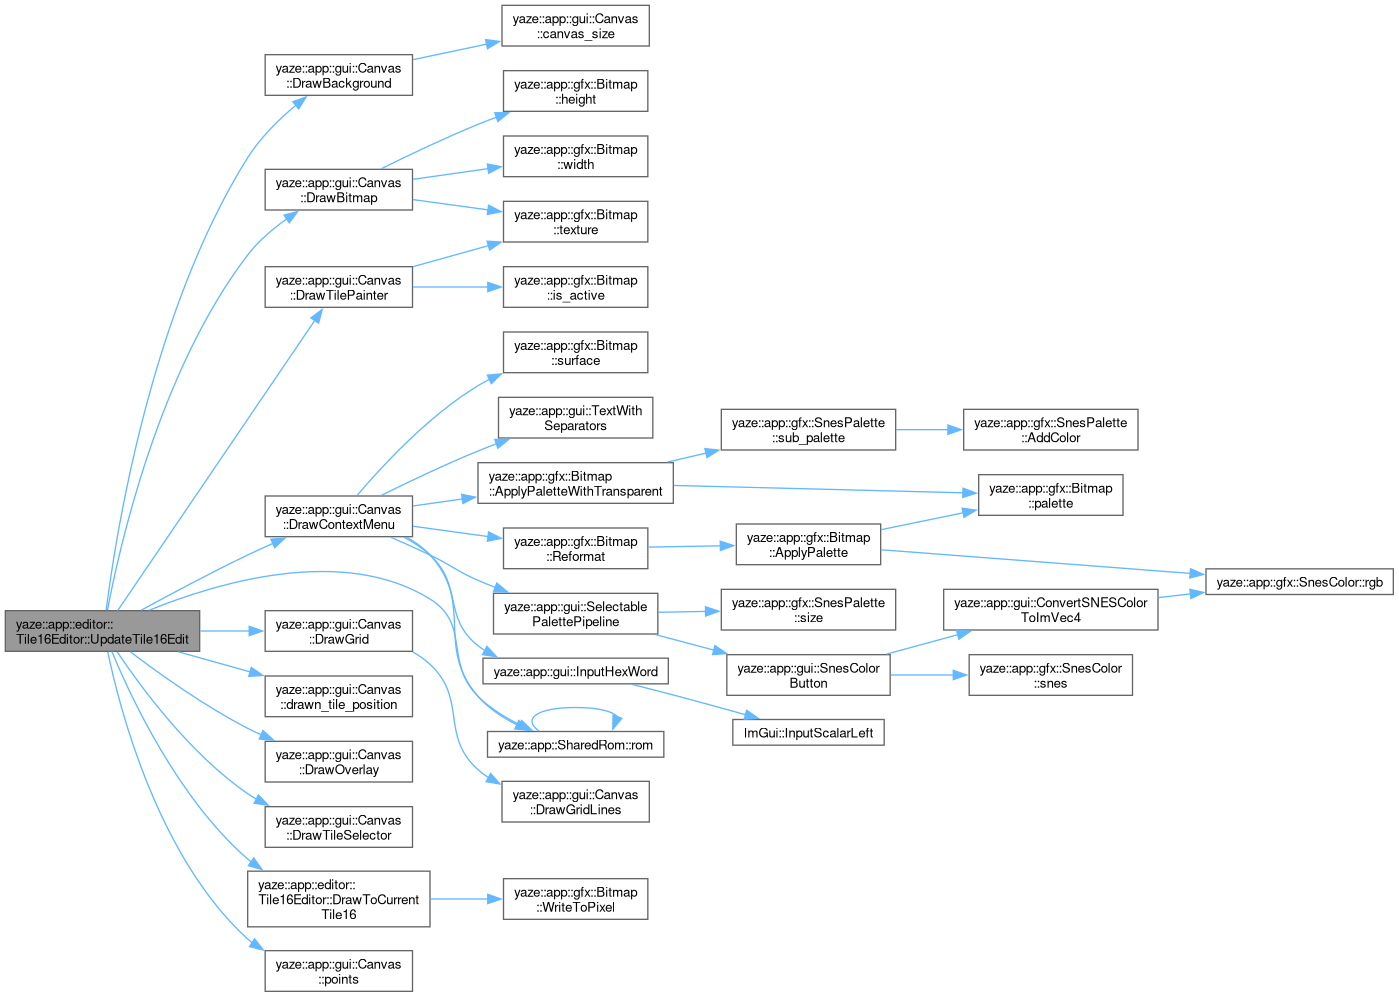 yaze::app::gui::Canvas
::canvas_size
yaze::app::gui::Canvas
::DrawBackground
yaze::app::gfx::Bitmap
::height
yaze::app::gfx::Bitmap
::width
yaze::app::gui::Canvas
::DrawBitmap
yaze::app::gfx::Bitmap
::texture
yaze::app::gui::Canvas
::DrawTilePainter
yaze::app::gfx::Bitmap
::is_active
yaze::app::gfx::Bitmap
::surface
yaze::app::gui::TextWith
Separators
yaze::app::gfx::SnesPalette
::sub_palette
yaze::app::gfx::SnesPalette
::AddColor
yaze::app::gfx::Bitmap
::ApplyPaletteWithTransparent
yaze::app::gfx::Bitmap
::palette
yaze::app::gui::Canvas
::DrawContextMenu
yaze::app::gfx::Bitmap
::Reformat
yaze::app::gfx::Bitmap
::ApplyPalette
yaze::app::gfx::SnesColor::rgb
yaze::app::gui::Selectable
PalettePipeline
yaze::app::gfx::SnesPalette
::size
yaze::app::gui::ConvertSNESColor
ToImVec4
yaze::app::editor::
Tile16Editor::UpdateTile16Edit
yaze::app::gui::Canvas
::DrawGrid
yaze::app::gui::InputHexWord
yaze::app::gui::SnesColor
Button
yaze::app::gfx::SnesColor
::snes
yaze::app::gui::Canvas
::drawn_tile_position
ImGui::InputScalarLeft
yaze::app::SharedRom::rom
yaze::app::gui::Canvas
::DrawOverlay
yaze::app::gui::Canvas
::DrawGridLines
yaze::app::gui::Canvas
::DrawTileSelector
yaze::app::editor::
Tile16Editor::DrawToCurrent
Tile16
yaze::app::gfx::Bitmap
::WriteToPixel
yaze::app::gui::Canvas
::points